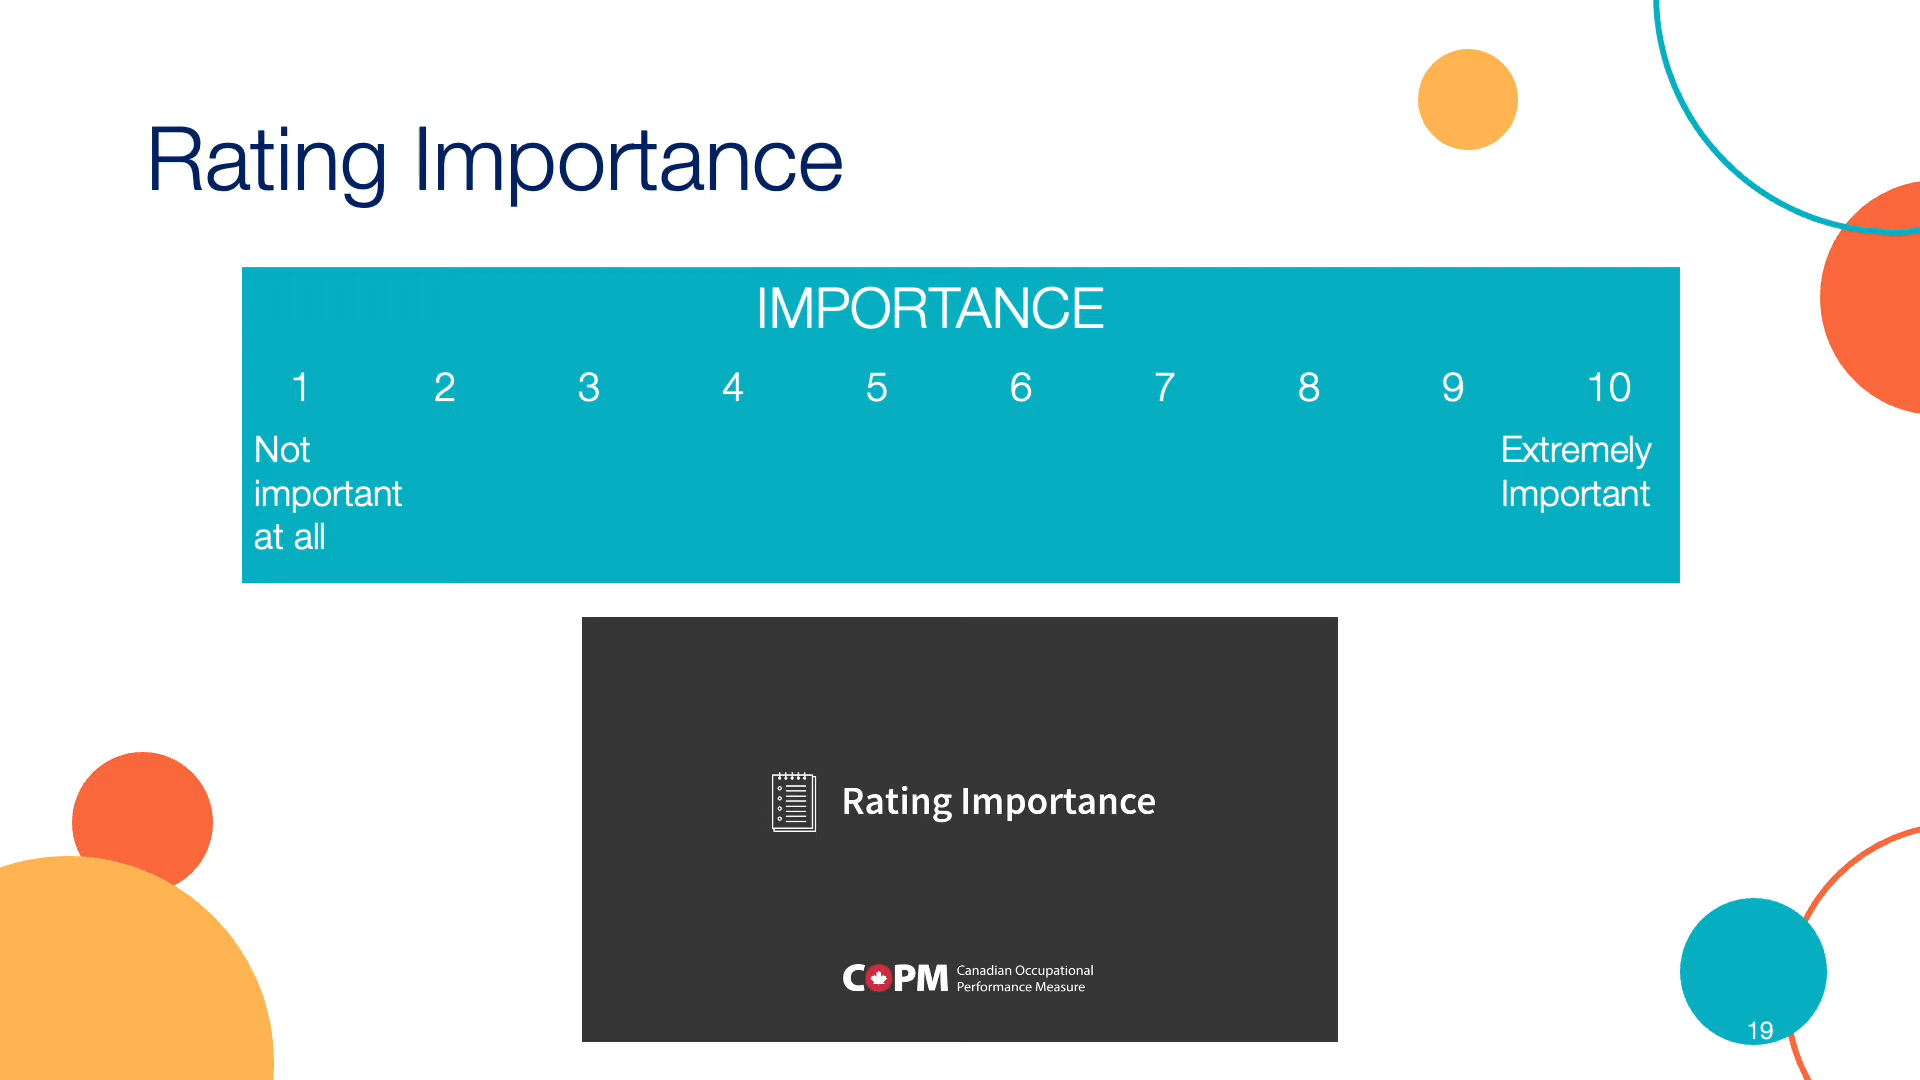 Rating Importance
IMPORTANCE
1 2 3 4 5 6 7 8 9 10
Not
important
at all
Extremely
Important
Rating Importance
COPM
Canadian Occupational
Performance Measure
19